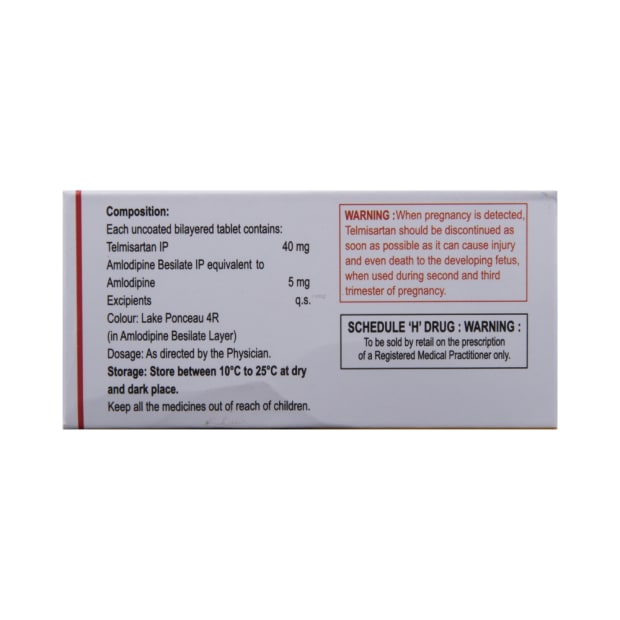 Composition:
Each uncoated bilayered tablet contains:
Telmisartan IP 40 mg
Amlodipine Besilate IP equivalent to
Amlodipine 5 mg
Excipients q.s.
Colour: Lake Ponceau 4R
(in Amlodipine Besilate Layer)
Dosage: As directed by the Physician.
Storage: Store between 10°C to 25°C at dry
and dark place.
Keep all the medicines out of reach of children.
WARNING :When pregnancy is detected,
Telmisartan should be discontinued as
soon as possible as it can cause injury
and even death to the developing fetus,
when used during second and third
trimester of pregnancy.
SCHEDULE 'H' DRUG : WARNING :
To be sold by retail on the prescription
of a Registered Medical Practitioner only.